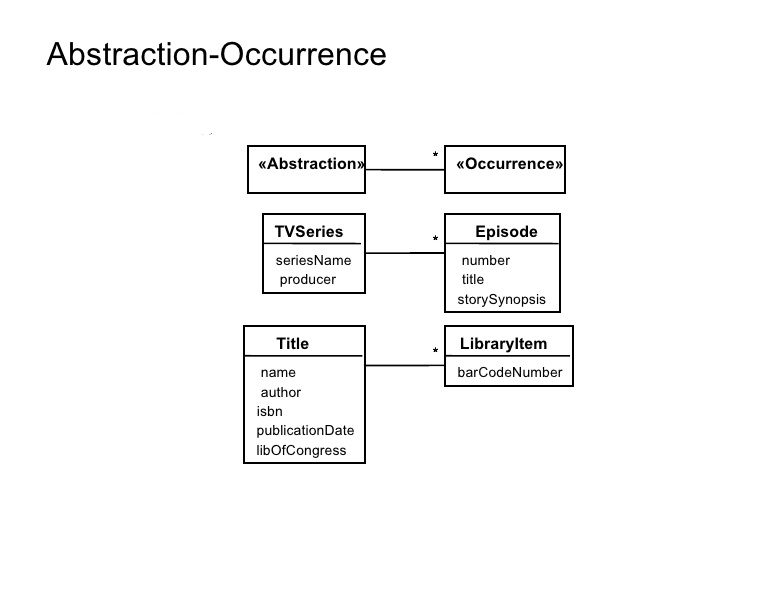 Abstraction-Occurrence
«Abstraction»
*
«Occurrence»
TVSeries
seriesName
producer
*
Episode
number
title
storySynopsis
Title
name
author
isbn
publicationDate
libOfCongress
*
LibraryItem
barCodeNumber